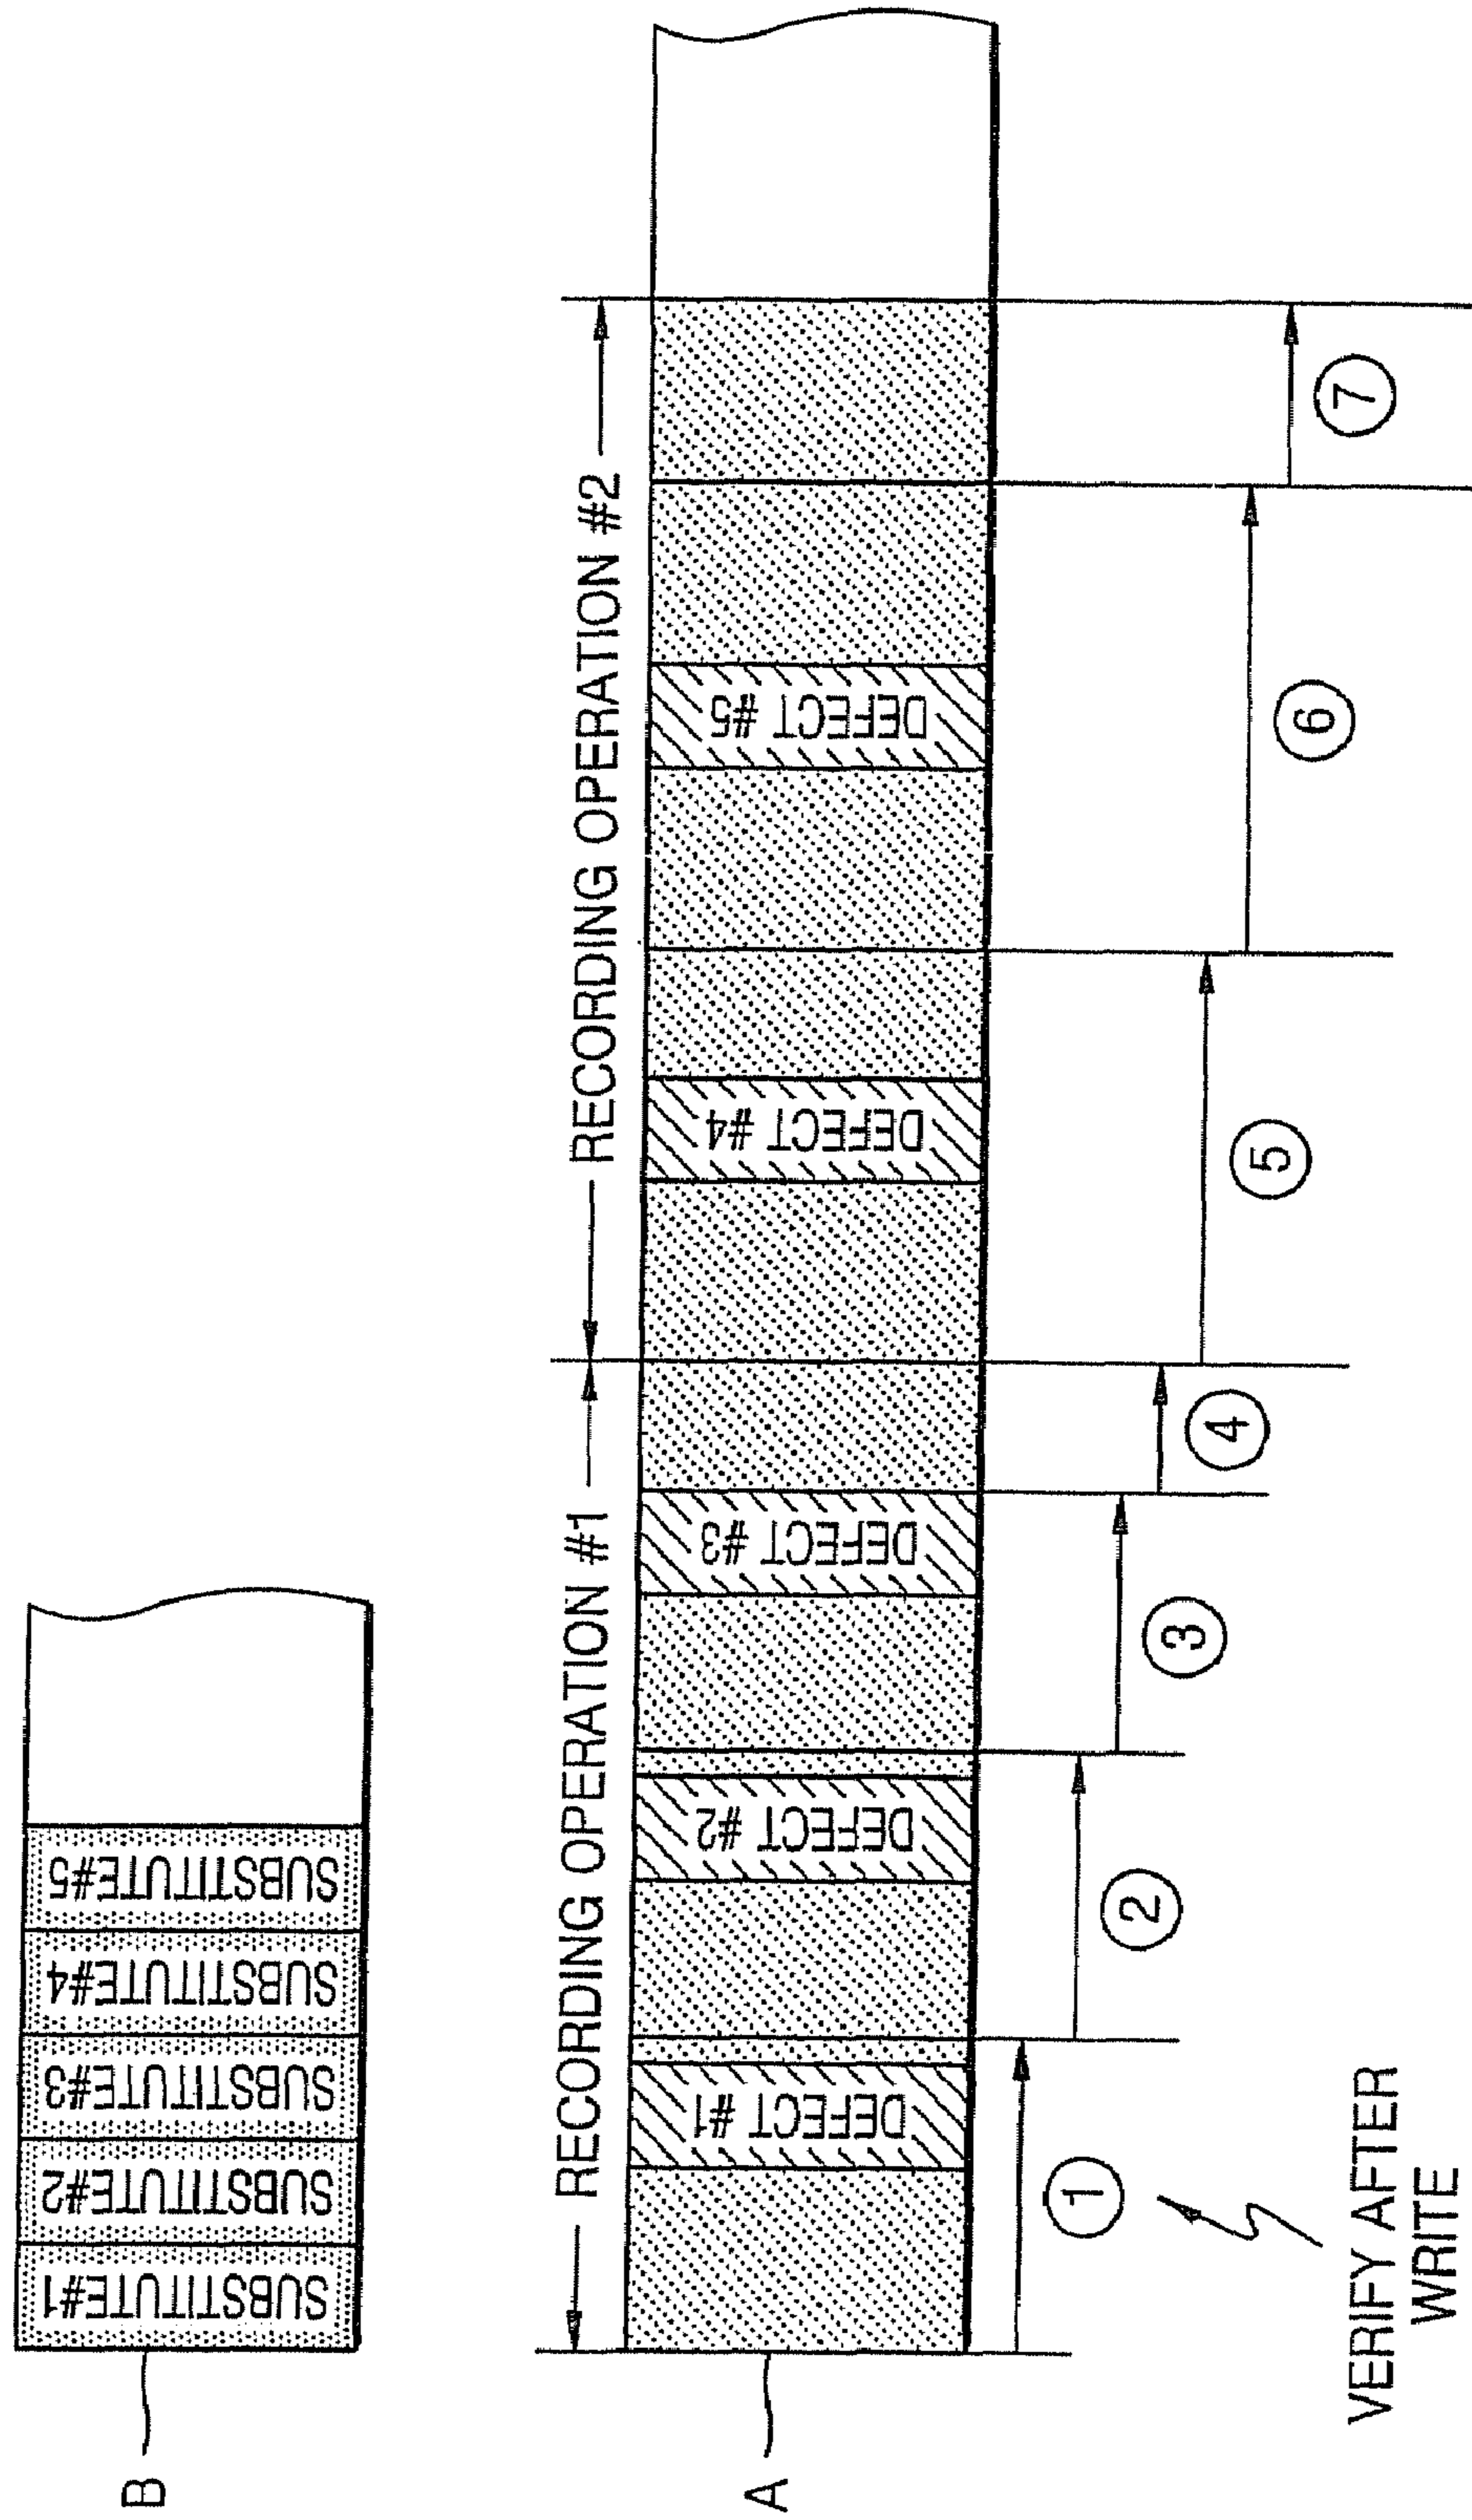 B
SUBSTITUTE#1
SUBSTITUTE#2
SUBSTITUTE#3
SUBSTITUTE#4
SUBSTITUTE#5
RECORDING OPERATION #1
RECORDING OPERATION #2
A
DEFECT #1
DEFECT #2
DEFECT #3
DEFECT #4
DEFECT #5
1
2
3
4
5
6
7
VERIFY AFTER
WRITE